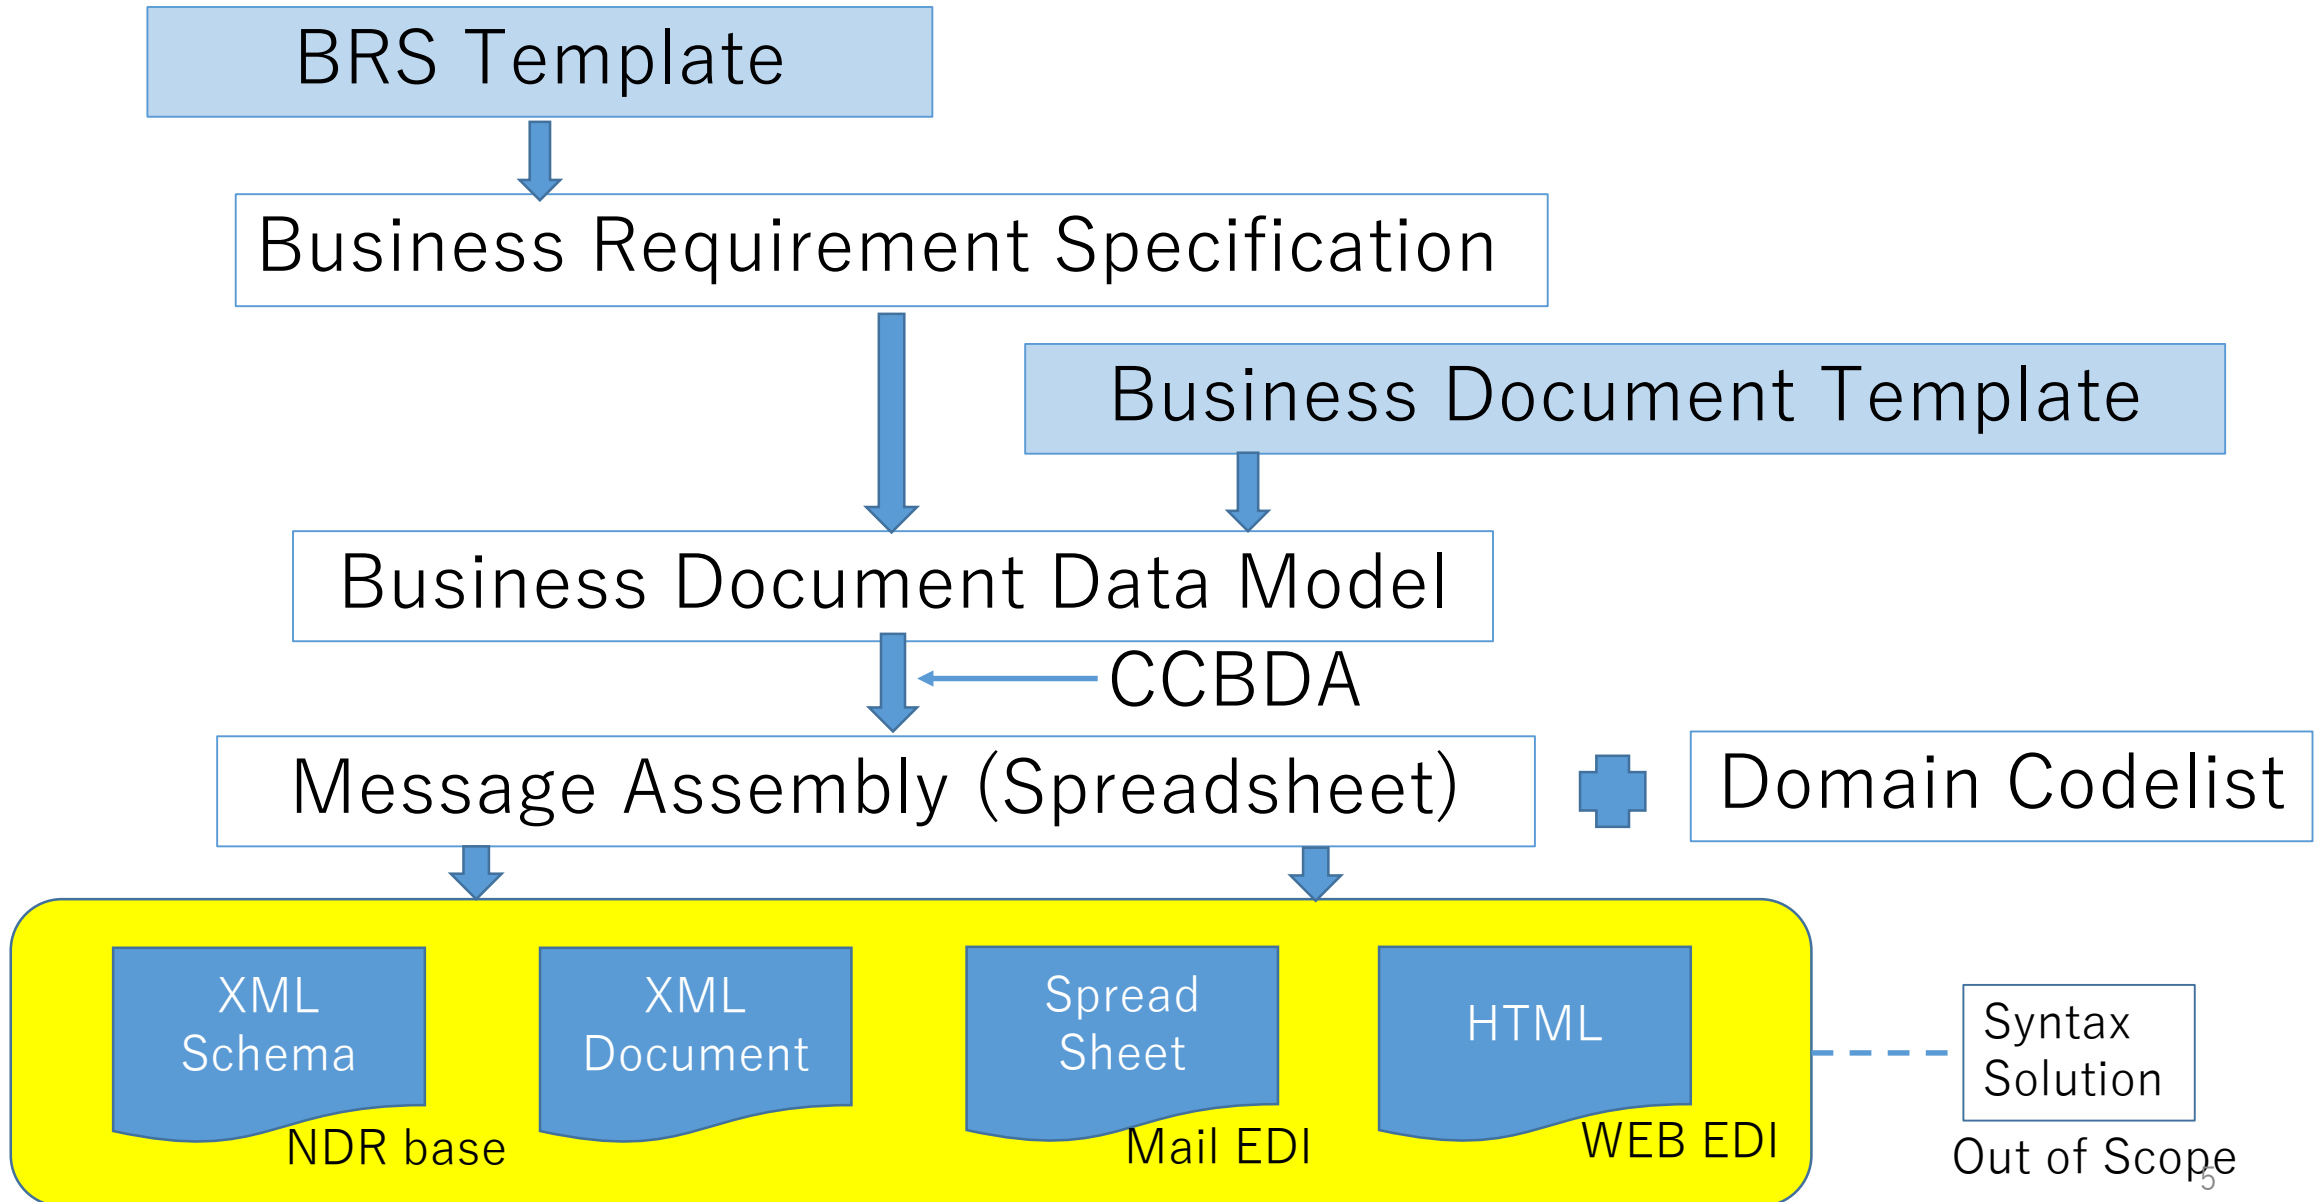 BRS Template
Business Requirement Specification
Business Document Template
Business Document Data Model
CCBDA
Message Assembly (Spreadsheet)
Domain Codelist
XML
Schema
XML
Document
Spread
Sheet
HTML
NDR base
Mail EDI
WEB EDI
Syntax
Solution
Out of Scope
5